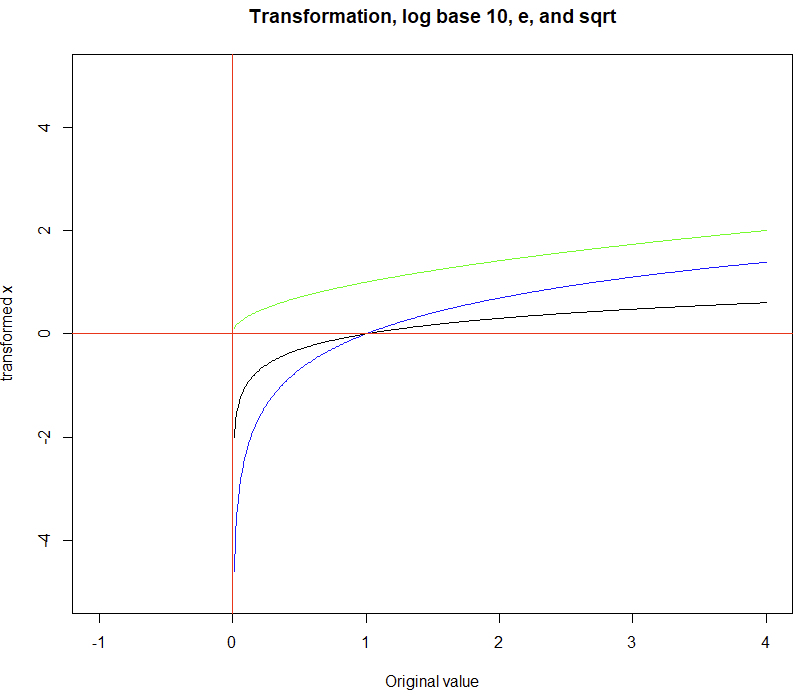 Transformation, log base 10, e, and sqrt
4
2
0
-2
-4
transformed x
-1 0 1 2 3 4
Original value